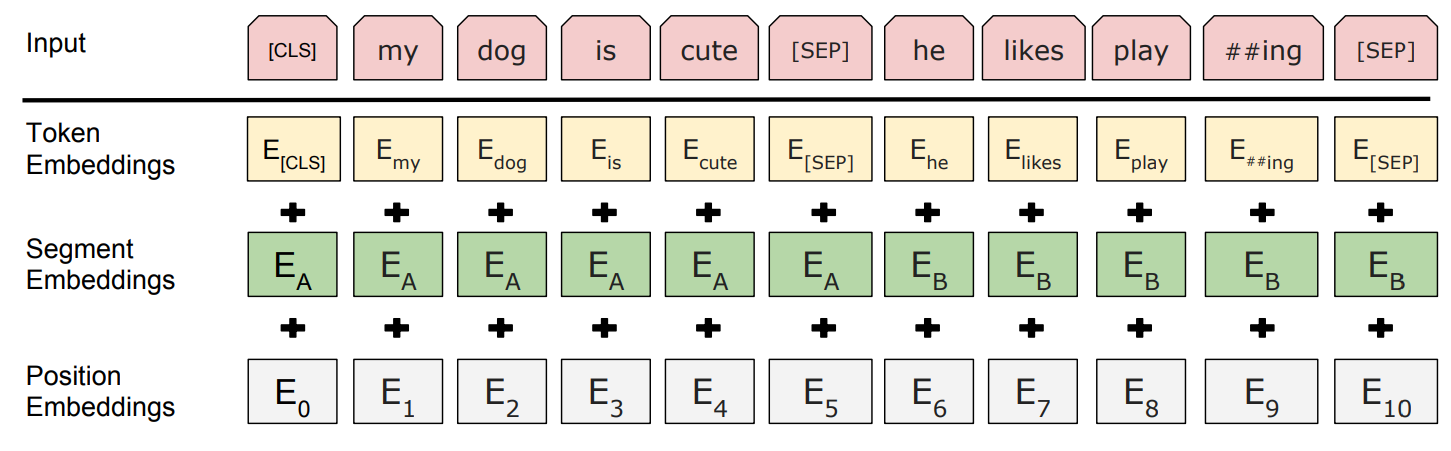 Input [CLS] my dog is cute [SEP] he likes play ##ing [SEP]
Token
Embeddings
E[CLS] Emy Edog Eis Ecute E[SEP] Ehe Elikes Eplay E##ing E[SEP]
+ + + + + + + + + + +
Segment
Embeddings
EA EA EA EA EA EA EB EB EB EB EB
+ + + + + + + + + + +
Position
Embeddings
E0 E1 E2 E3 E4 E5 E6 E7 E8 E9 E10